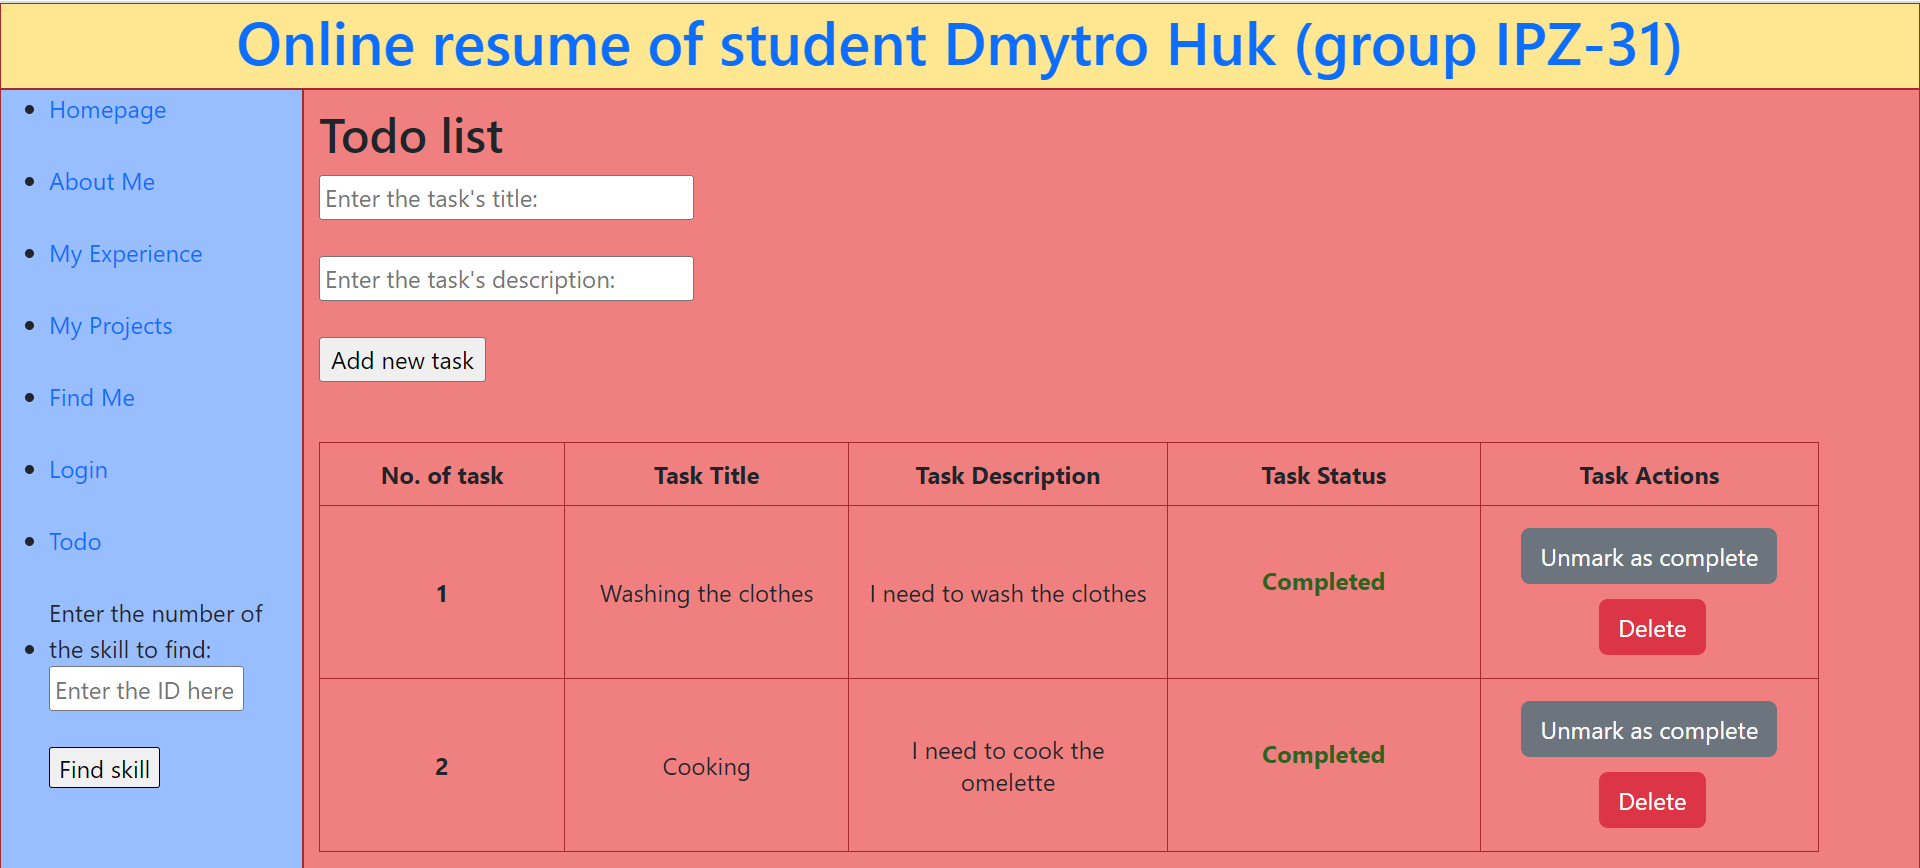 Online resume of student Dmytro Huk (group IPZ-31)
Homepage
About Me
My Experience
My Projects
Find Me
Login
Todo
Enter the number of
the skill to find:
Enter the ID here
Find skill
Todo list
Enter the task's title:
Enter the task's description:
Add new task
No. of task Task Title Task Description Task Status Task Actions
1 Washing the clothes I need to wash the clothes Completed Unmark as complete
Delete
2 Cooking I need to cook the Completed Unmark as complete
omelette
Delete